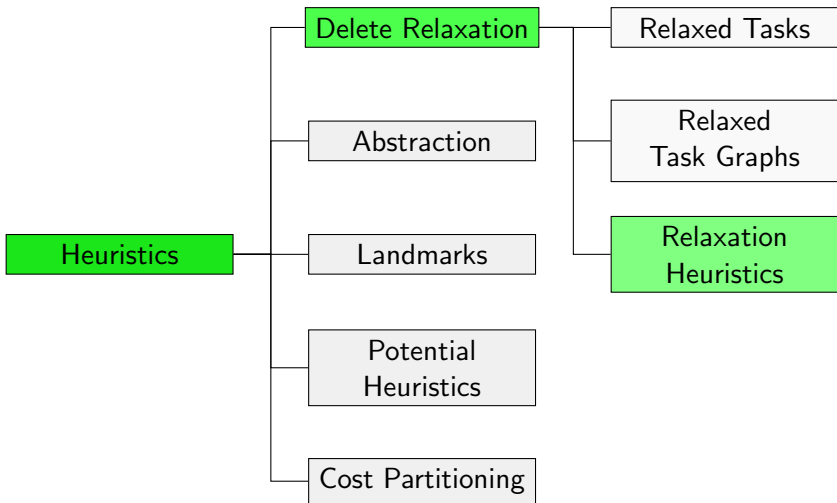 Heuristics
Delete Relaxation
Abstraction
Landmarks
Potential
Heuristics
Cost Partitioning
Relaxed Tasks
Relaxed
Task Graphs
Relaxation
Heuristics